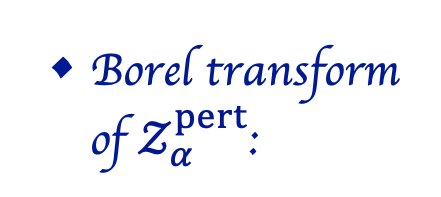 ◆ Borel transform
of 𝒵_α^pert: